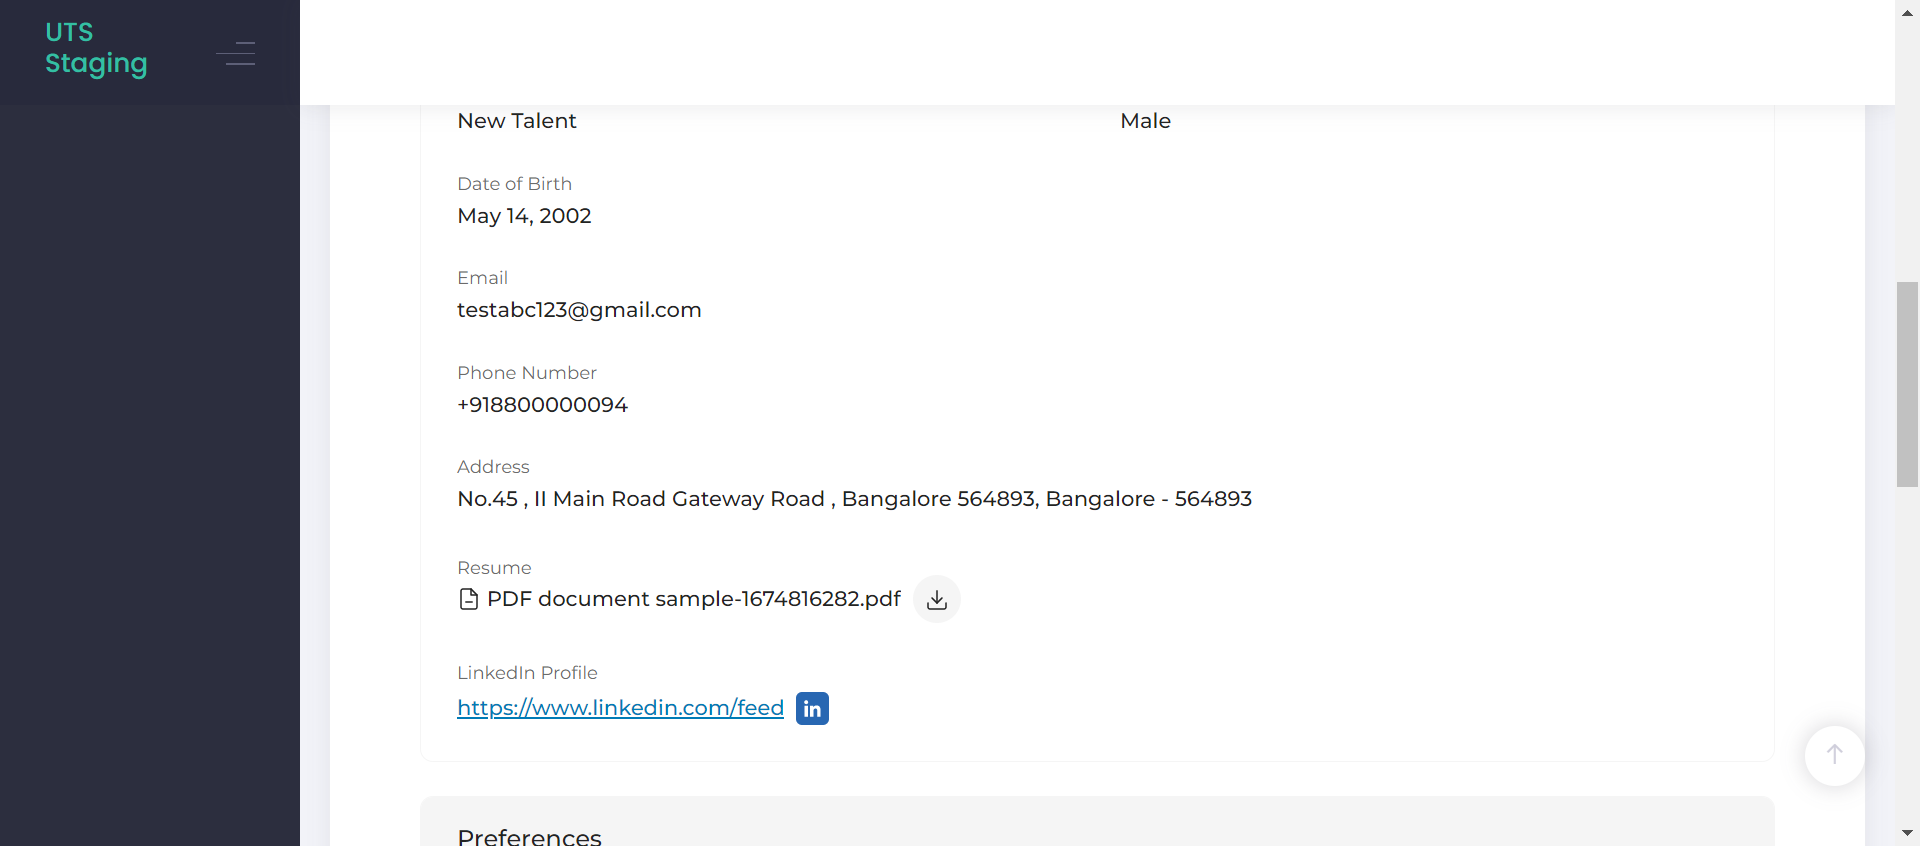 UTS
Staging
New Talent
Male
Date of Birth
May 14, 2002
Email
testabc123@gmail.com
Phone Number
+918800000094
Address
No.45 , II Main Road Gateway Road , Bangalore 564893, Bangalore - 564893
Resume
PDF document sample-1674816282.pdf
LinkedIn Profile
https://www.linkedin.com/feed
in
Preferences